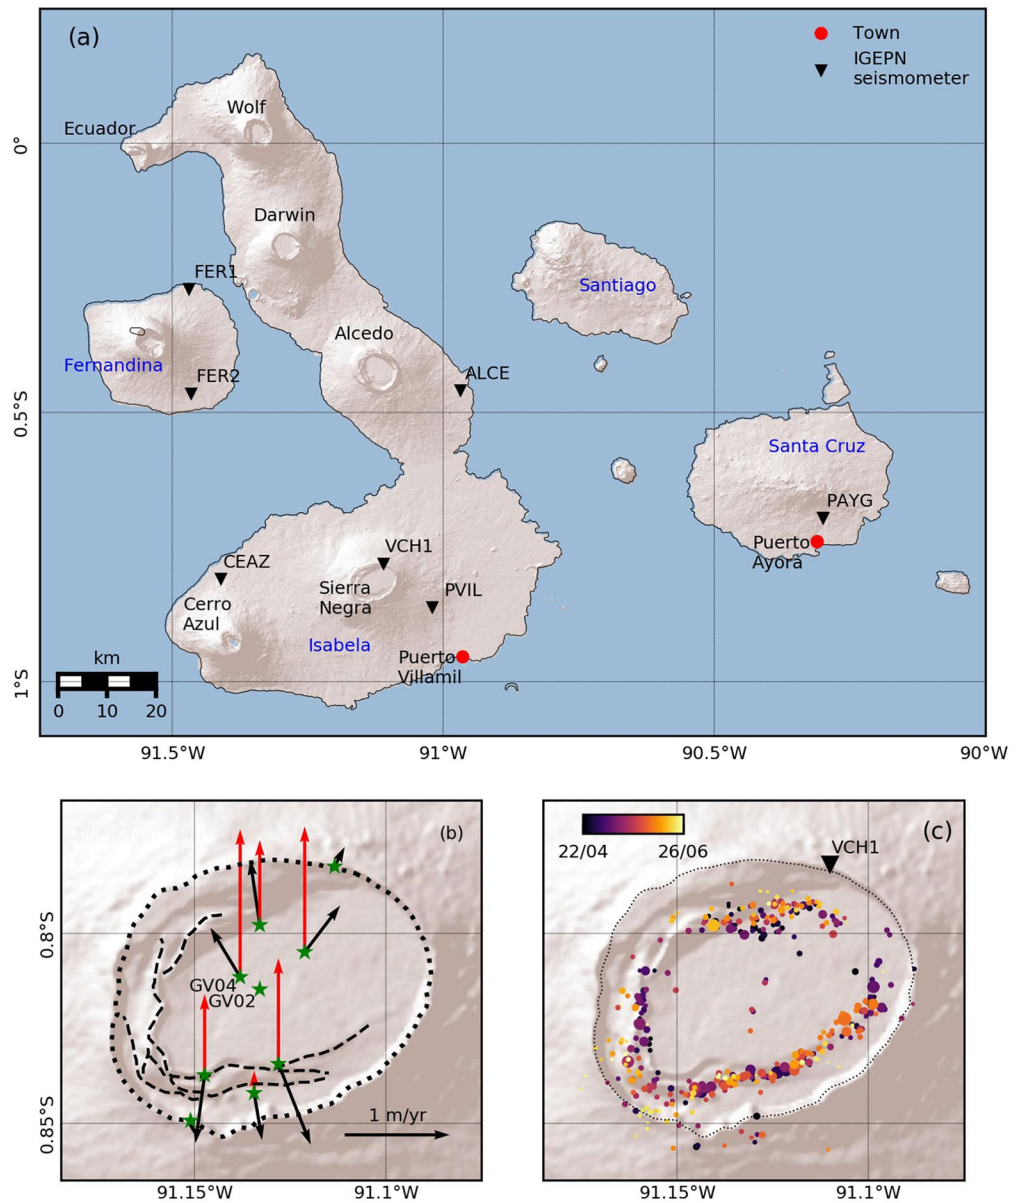 (a)
Town
IGEPN
seismometer
Wolf
Ecuador
0°
Darwin
FER1
Santiago
Alcedo
Fernandina
FER2
ALCE
0.5°S
Santa Cruz
PAYG
VCH1
Puerto
Ayora
CEAZ
Sierra
Negra
PVIL
Cerro
Azul
Isabela
Puerto
Villamil
km
0 10 20
1°S
91.5°W 91°W 90.5°W 90°W
(b)
0.8°S
GV04
GV02
1 m/yr
0.85°S
91.15°W 91.1°W
(c)
22/04 26/06
VCH1
91.15°W 91.1°W